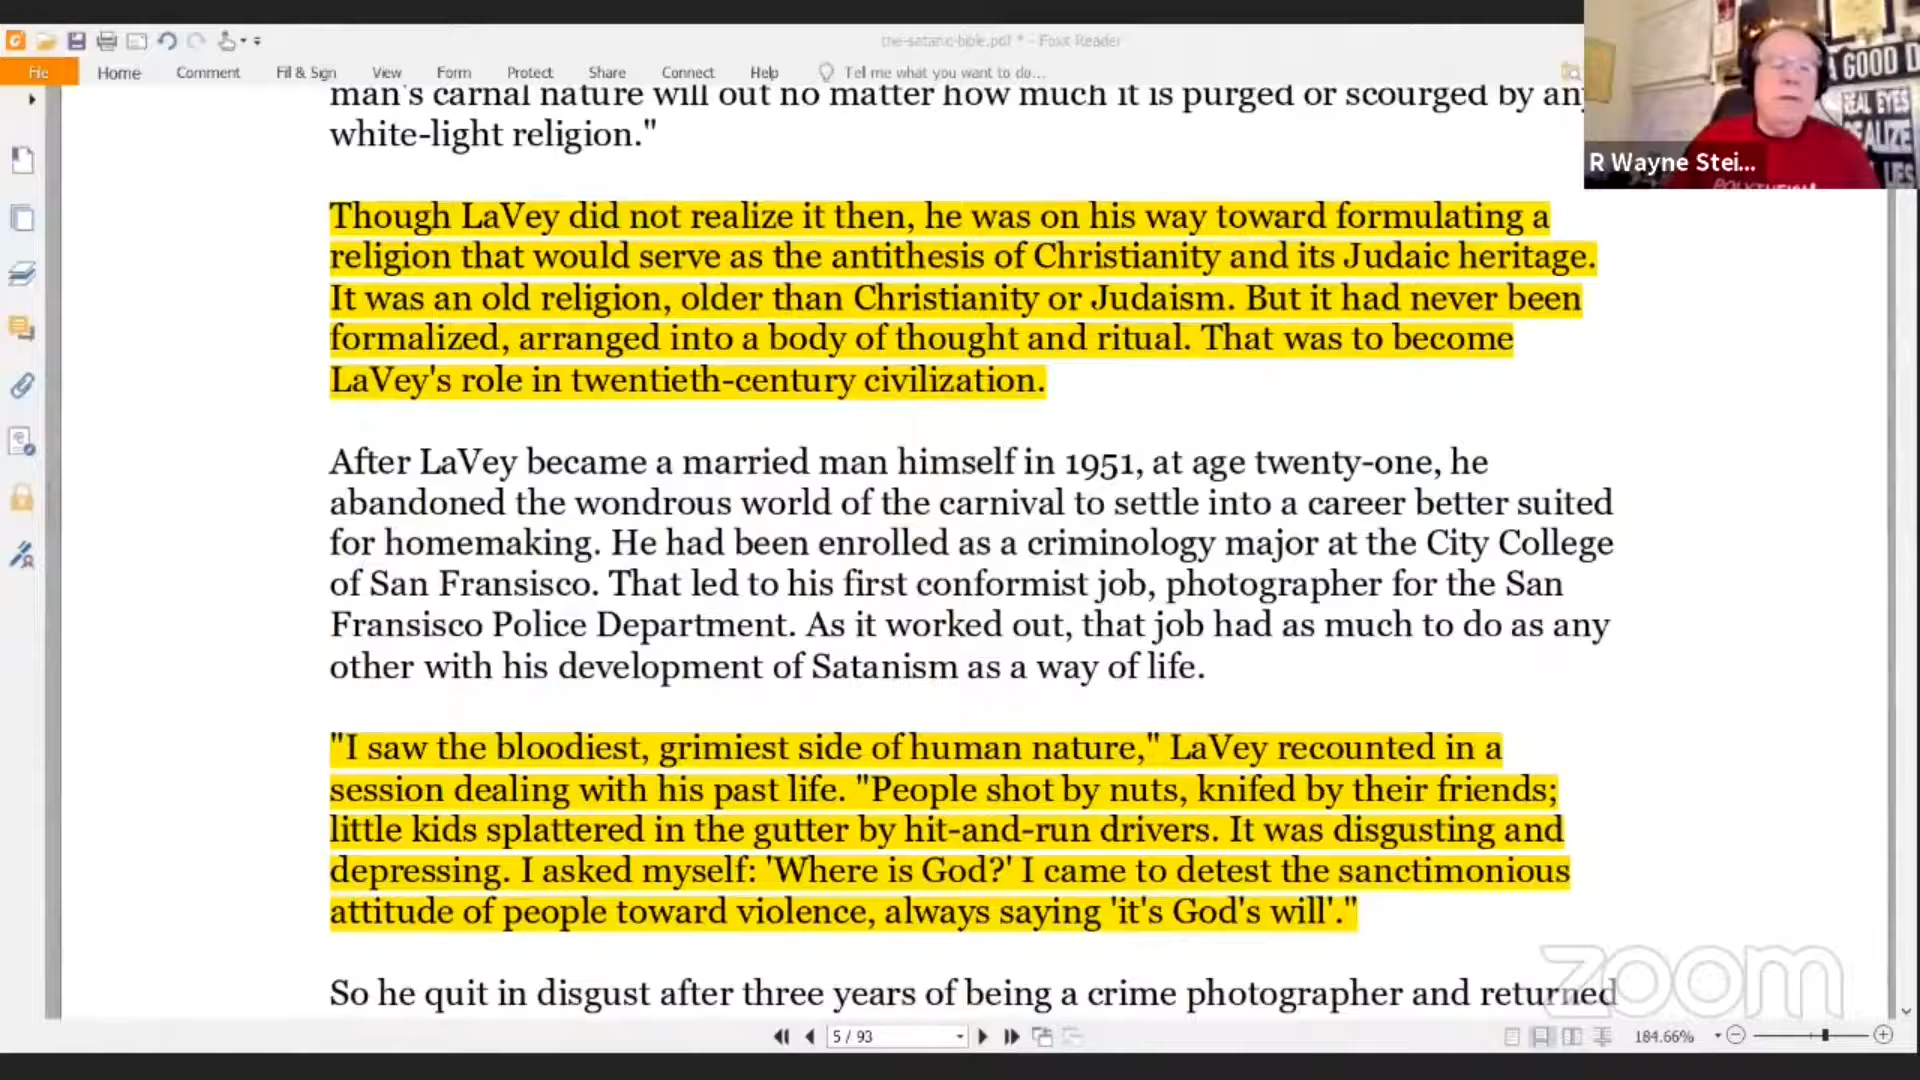 the-satanic-bible.pdf * - Foxit Reader
File Home Comment Fill & Sign View Form Protect Share Connect Help Tell me what you want to do...
man's carnal nature will out no matter how much it is purged or scourged by any
white-light religion."
Though LaVey did not realize it then, he was on his way toward formulating a
religion that would serve as the antithesis of Christianity and its Judaic heritage.
It was an old religion, older than Christianity or Judaism. But it had never been
formalized, arranged into a body of thought and ritual. That was to become
LaVey's role in twentieth-century civilization.
After LaVey became a married man himself in 1951, at age twenty-one, he
abandoned the wondrous world of the carnival to settle into a career better suited
for homemaking. He had been enrolled as a criminology major at the City College
of San Fransisco. That led to his first conformist job, photographer for the San
Fransisco Police Department. As it worked out, that job had as much to do as any
other with his development of Satanism as a way of life.
"I saw the bloodiest, grimiest side of human nature," LaVey recounted in a
session dealing with his past life. "People shot by nuts, knifed by their friends;
little kids splattered in the gutter by hit-and-run drivers. It was disgusting and
depressing. I asked myself: 'Where is God?' I came to detest the sanctimonious
attitude of people toward violence, always saying 'it's God's will'."
So he quit in disgust after three years of being a crime photographer and returned
5 / 93
184.66%
A GOOD D
REAL EYES
REALIZE
LIES
R Wayne Stei...
zoom